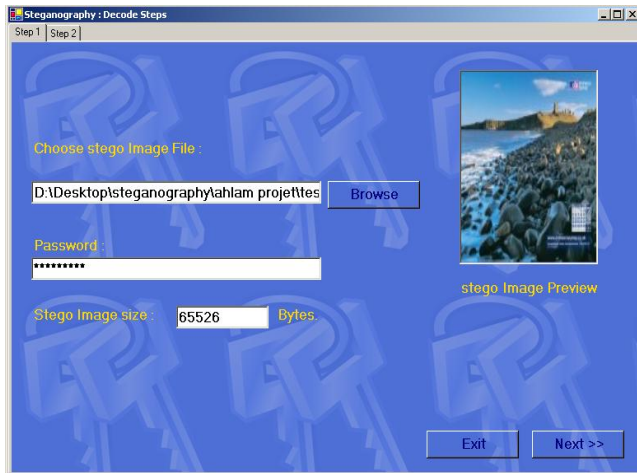 Steganography : Decode Steps
Step 1 Step 2
Choose stego Image File :
D:\Desktop\steganography\ahlam projet\tes
Browse
Password :
*********
stego Image Preview
Stego Image size : 65526 Bytes.
Exit Next >>